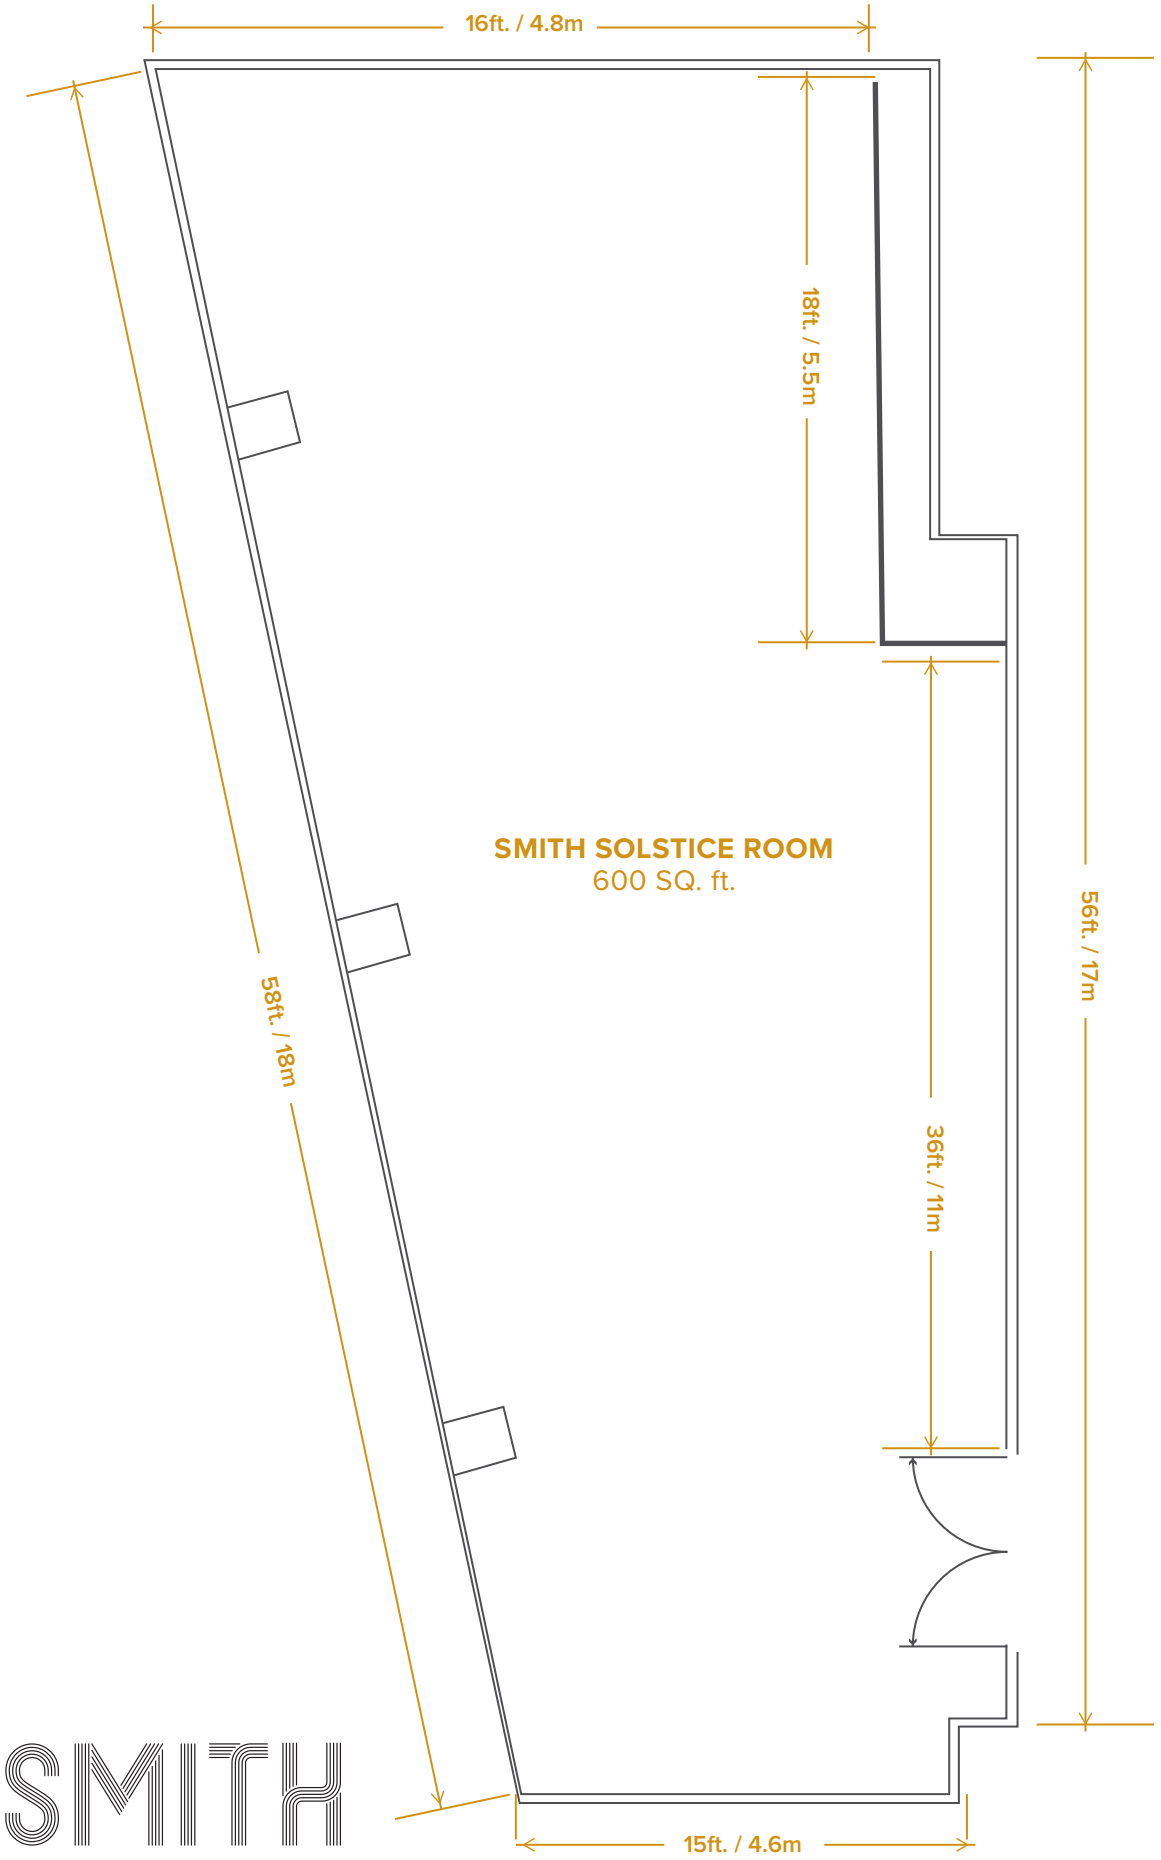 16ft. / 4.8m
18ft. / 5.5m
SMITH SOLSTICE ROOM
600 SQ. ft.
56ft. / 17m
58ft. / 18m
36ft. / 11m
SMITH
15ft. / 4.6m